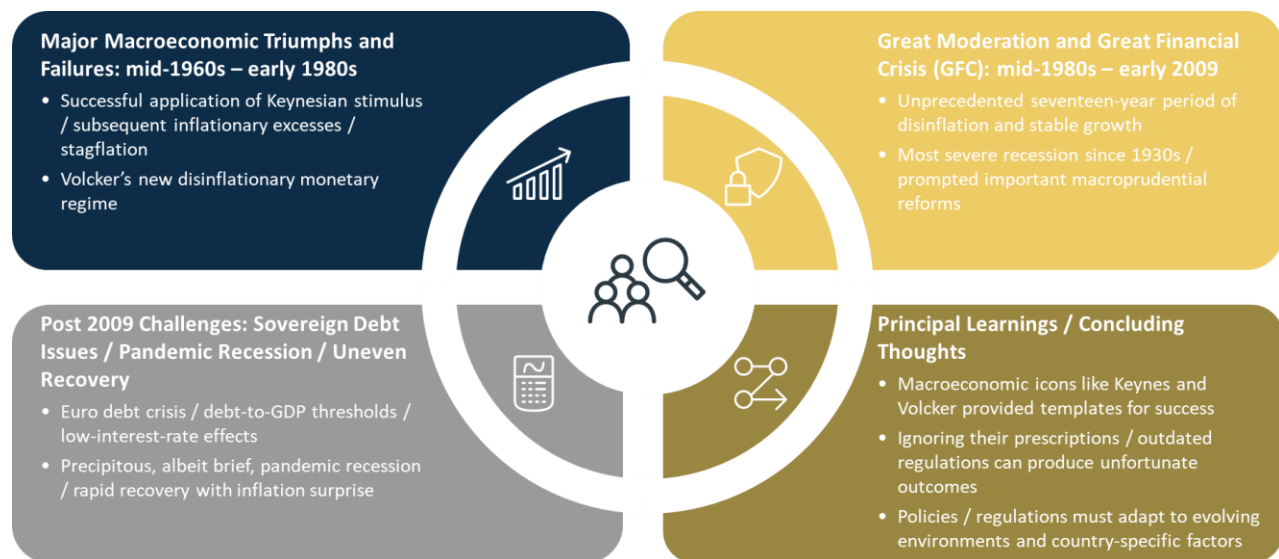 Major Macroeconomic Triumphs and
Failures: mid-1960s – early 1980s
• Successful application of Keynesian stimulus
/ subsequent inflationary excesses /
stagflation
• Volcker's new disinflationary monetary
regime
Great Moderation and Great Financial
Crisis (GFC): mid-1980s – early 2009
• Unprecedented seventeen-year period of
disinflation and stable growth
• Most severe recession since 1930s /
prompted important macroprudential
reforms
Post 2009 Challenges: Sovereign Debt
Issues / Pandemic Recession / Uneven
Recovery
• Euro debt crisis / debt-to-GDP thresholds /
low-interest-rate effects
• Precipitous, albeit brief, pandemic recession
/ rapid recovery with inflation surprise
Principal Learnings / Concluding
Thoughts
• Macroeconomic icons like Keynes and
Volcker provided templates for success
• Ignoring their prescriptions / outdated
regulations can produce unfortunate
outcomes
• Policies / regulations must adapt to evolving
environments and country-specific factors